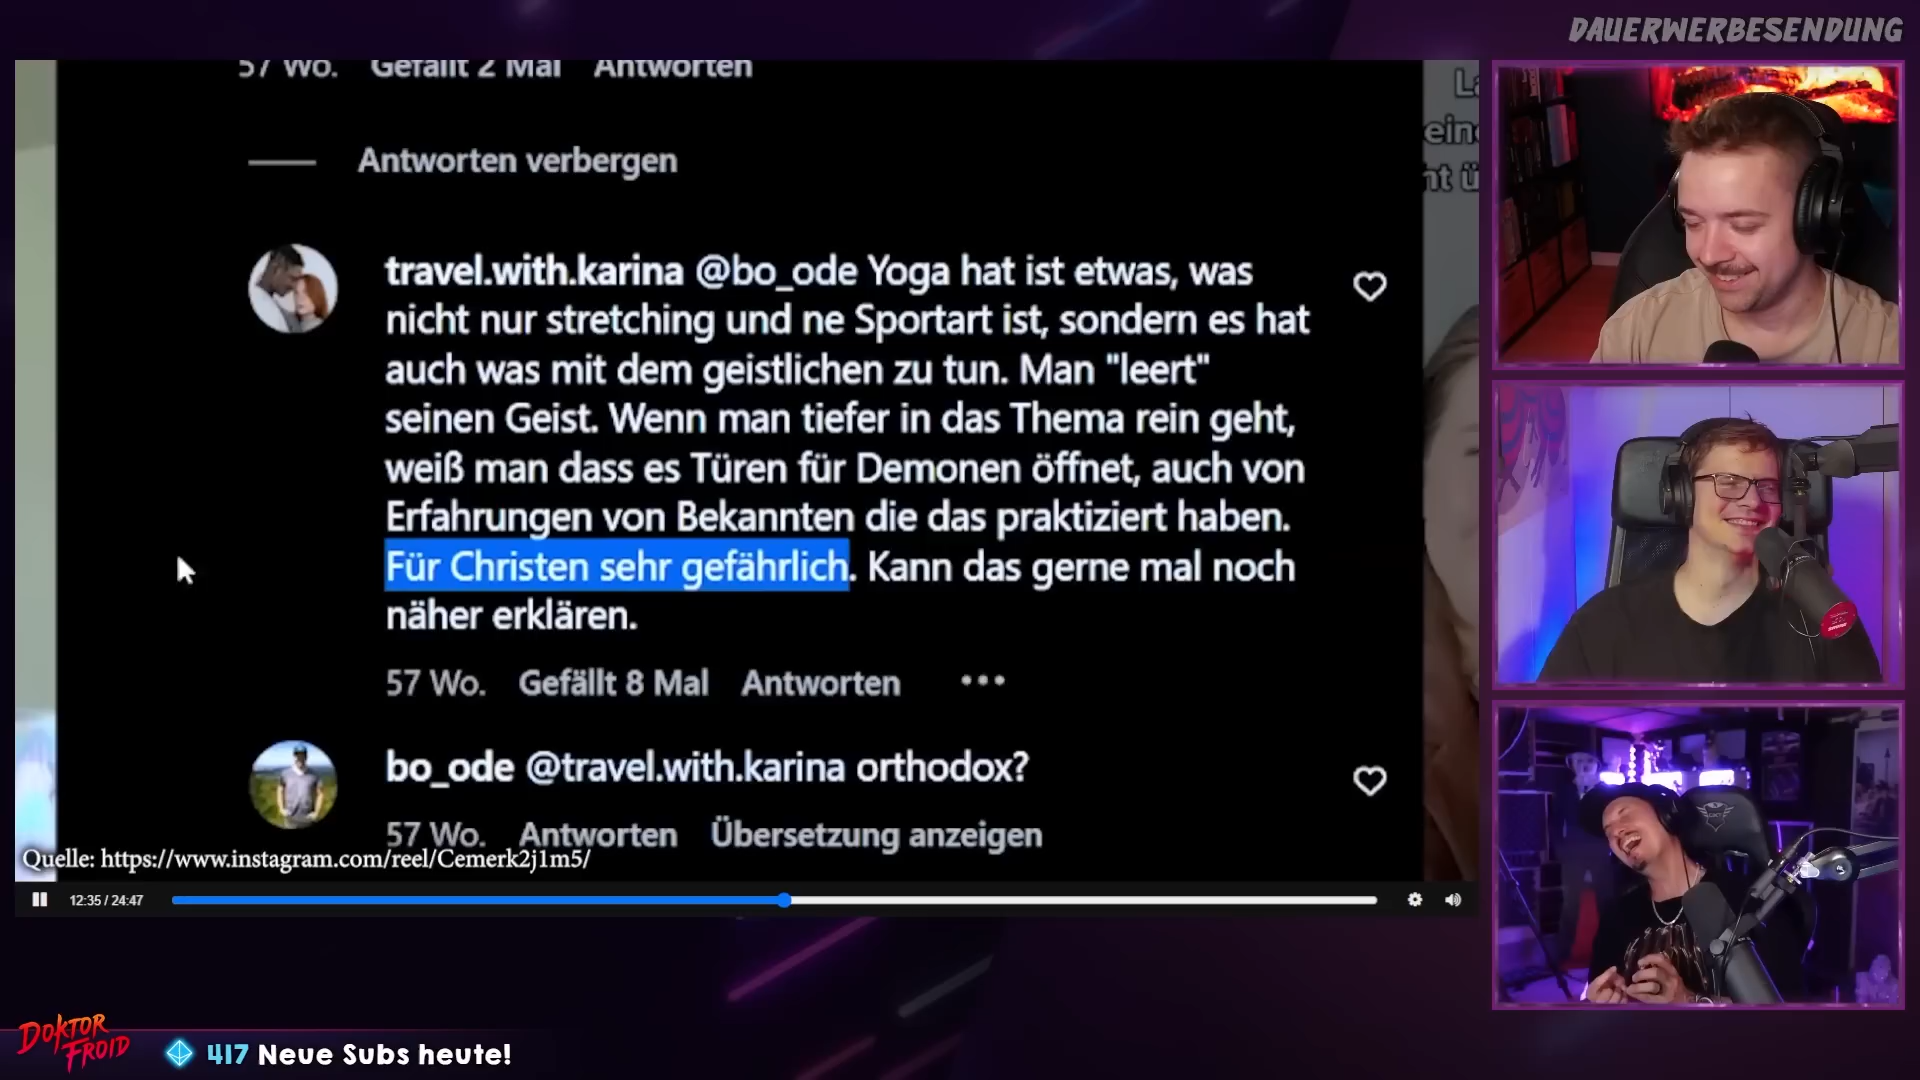 DAUERWERBESENDUNG
57 Wo. Gefällt 2 Mal Antworten
Antworten verbergen
travel.with.karina @bo_ode Yoga hat ist etwas, was
nicht nur stretching und ne Sportart ist, sondern es hat
auch was mit dem geistlichen zu tun. Man "leert"
seinen Geist. Wenn man tiefer in das Thema rein geht,
weiß man dass es Türen für Demonen öffnet, auch von
Erfahrungen von Bekannten die das praktiziert haben.
Für Christen sehr gefährlich. Kann das gerne mal noch
näher erklären.
57 Wo. Gefällt 8 Mal Antworten •••
bo_ode @travel.with.karina orthodox?
57 Wo. Antworten Übersetzung anzeigen
Quelle: https://www.instagram.com/reel/Cemerk2j1m5/
12:35 / 24:47
DOKTOR
FROID
417 Neue Subs heute!